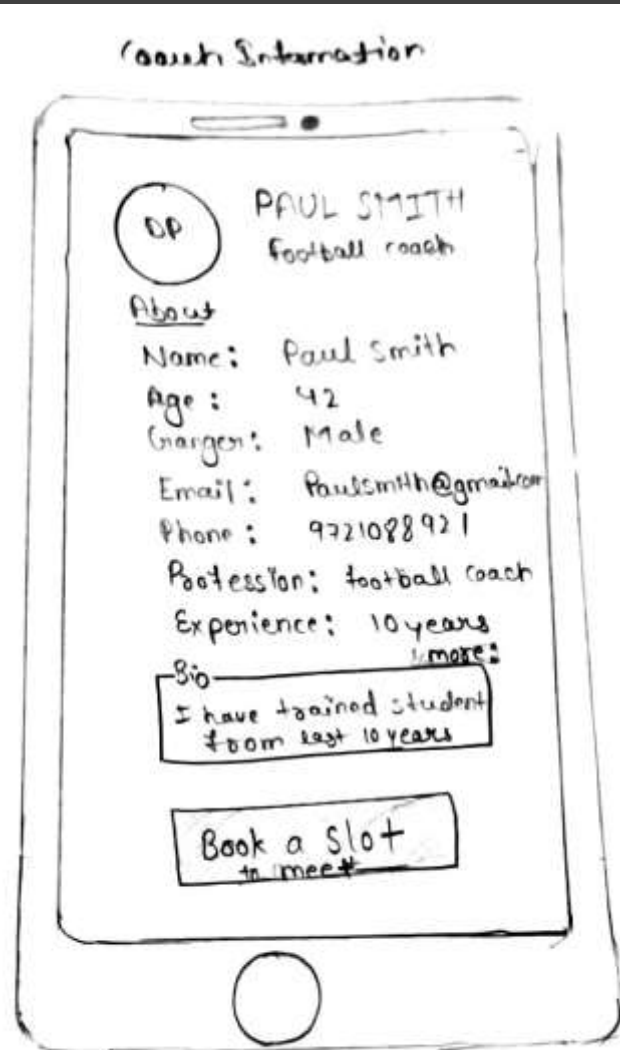 Coach Information
DP
PAUL SMITH
Football coach
About
Name: Paul Smith
Age: 42
Garger: Male
Email: Paulsmith@gmail.com
Phone: 9721088921
Profession: football coach
Experience: 10 years
more:
Bio
I have trained student
from last 10 years
Book a Slot
to meet